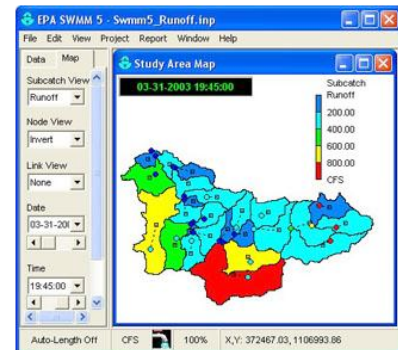 EPA SWMM 5 - Swmm5_Runoff.inp
File Edit View Project Report Window Help
Data Map
Subcatch View
Runoff
Node View
Invert
Link View
None
Date
03-31-200
Time
19:45:00
Study Area Map
03-31-2003 19:45:00
Subcatch
Runoff
200.00
400.00
600.00
800.00
CFS
Auto-Length Off CFS 100% X,Y: 372467.03, 1106993.86